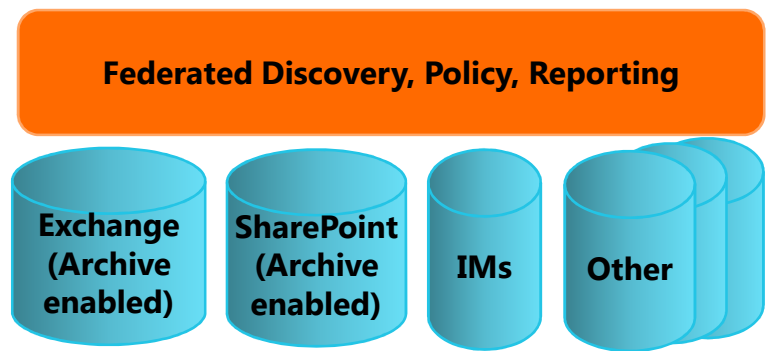 Federated Discovery, Policy, Reporting
Exchange
(Archive
enabled)
SharePoint
(Archive
enabled)
IMs
Other